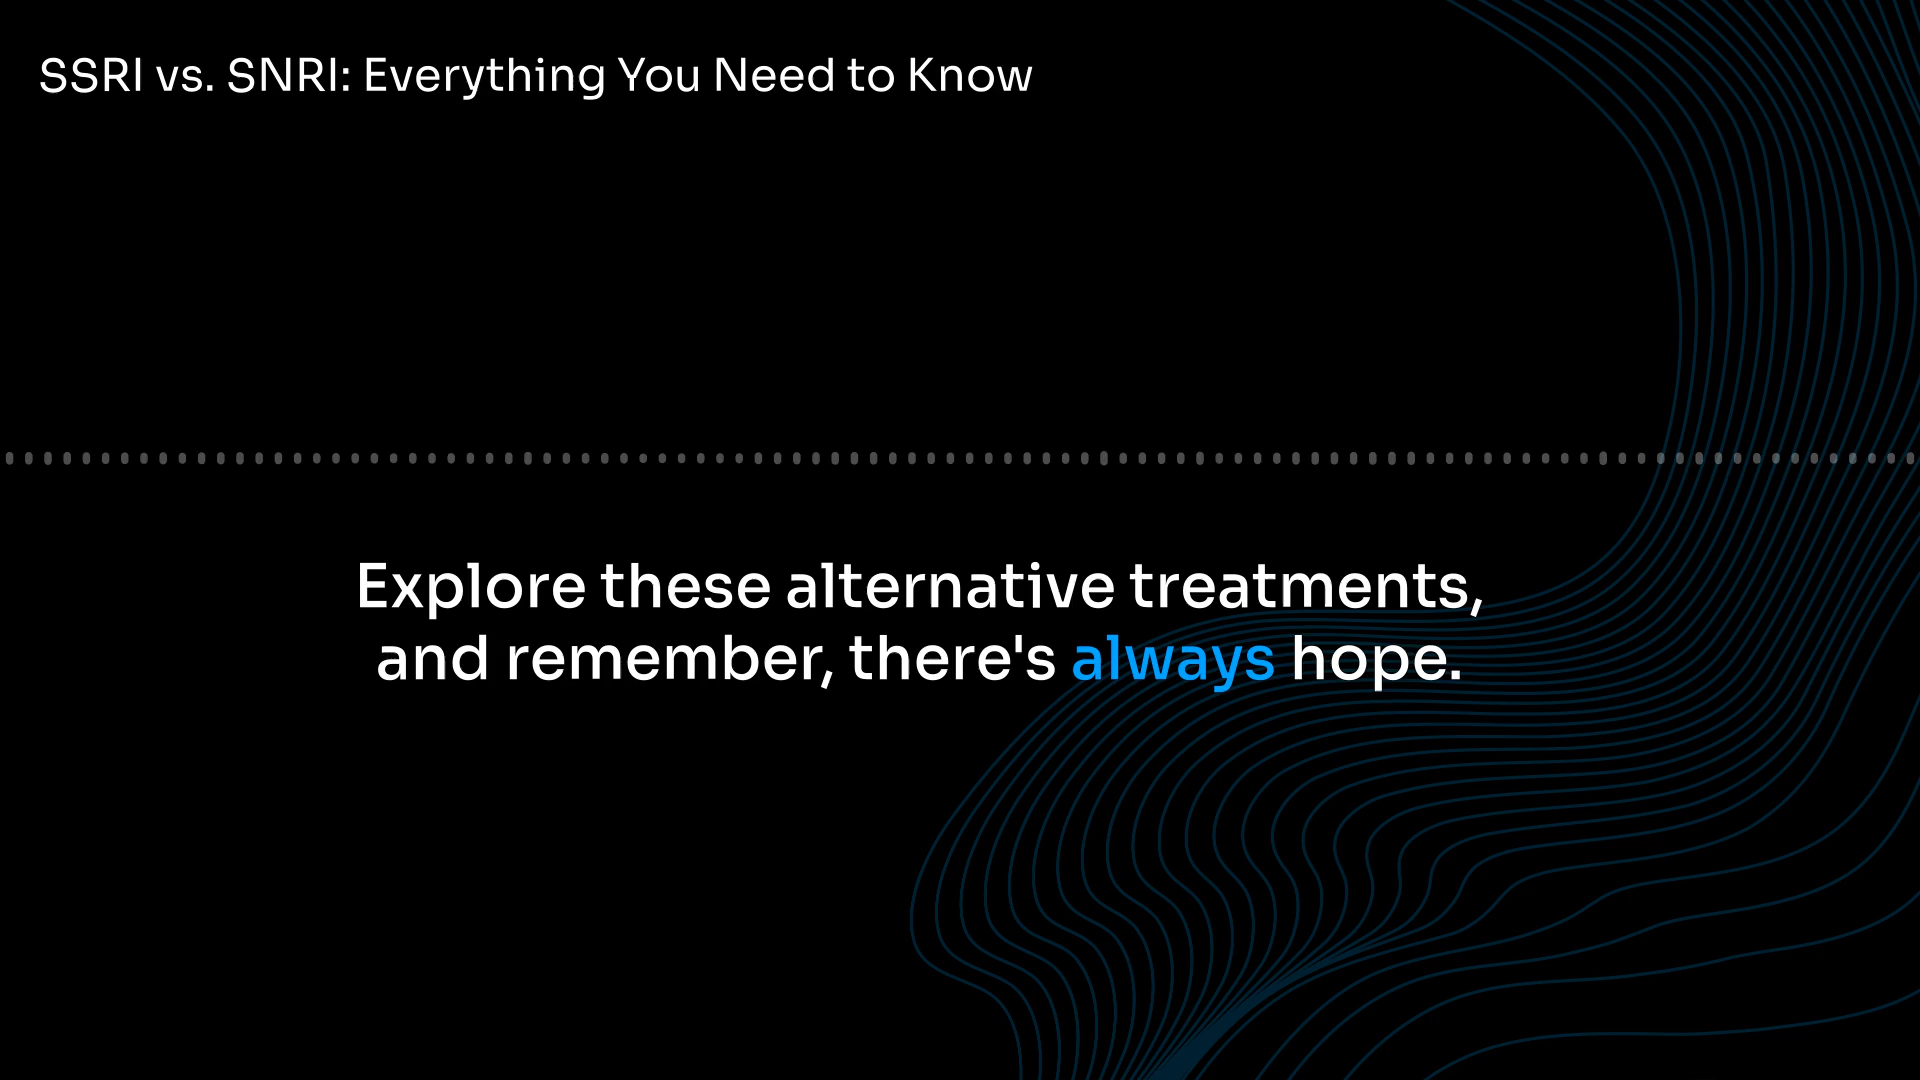 SSRI vs. SNRI: Everything You Need to Know
Explore these alternative treatments,
and remember, there's always hope.